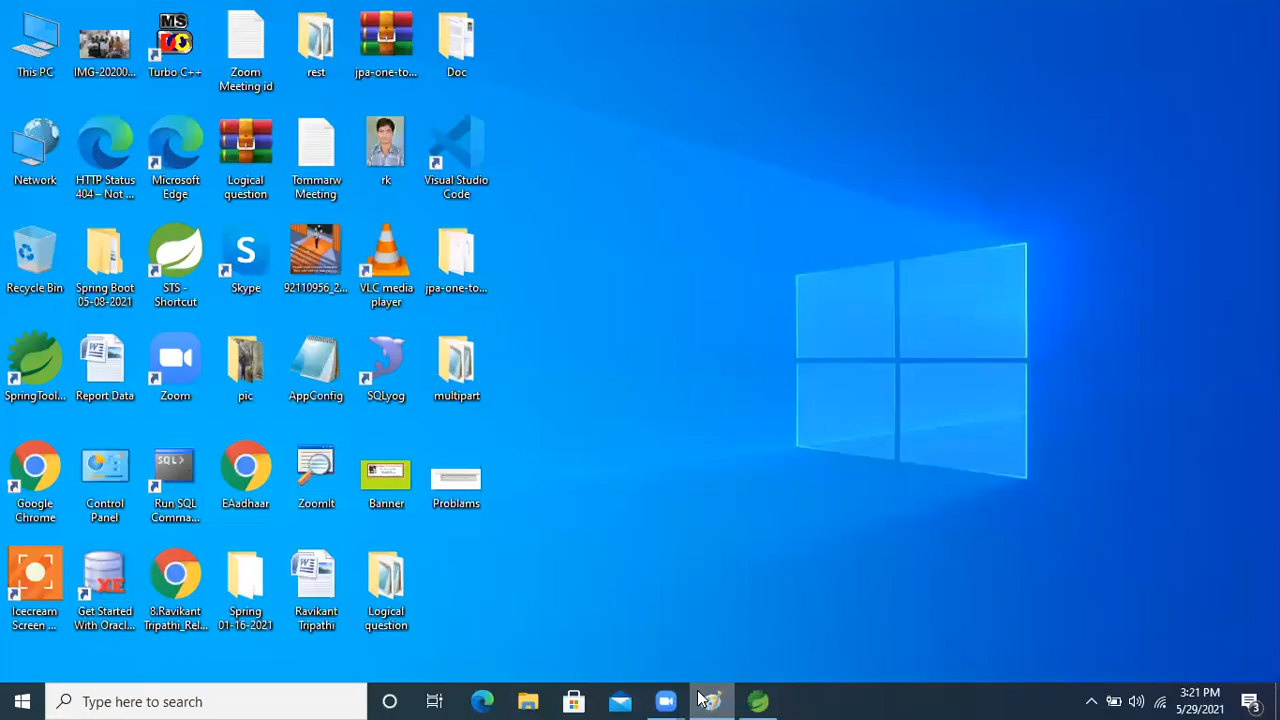 This PC
IMG-20200...
MS
Turbo C++
Zoom
Meeting id
rest
jpa-one-to...
Doc
Network
HTTP Status
404 – Not ...
Microsoft
Edge
Logical
question
Tommarw
Meeting
rk
Visual Studio
Code
Recycle Bin
Spring Boot
05-08-2021
STS -
Shortcut
S
Skype
92110956_2...
VLC media
player
jpa-one-to...
SpringTool...
Report Data
Zoom
pic
AppConfig
SQLyog
multipart
Google
Chrome
Control
Panel
SQL>
Run SQL
Comma...
EAadhaar
ZoomIt
Banner
Problams
Icecream
Screen ...
XE
Get Started
With Oracl...
8.Ravikant
Tripathi_Rel...
Spring
01-16-2021
Ravikant
Tripathi
Logical
question
Type here to search
3:21 PM
5/29/2021
3